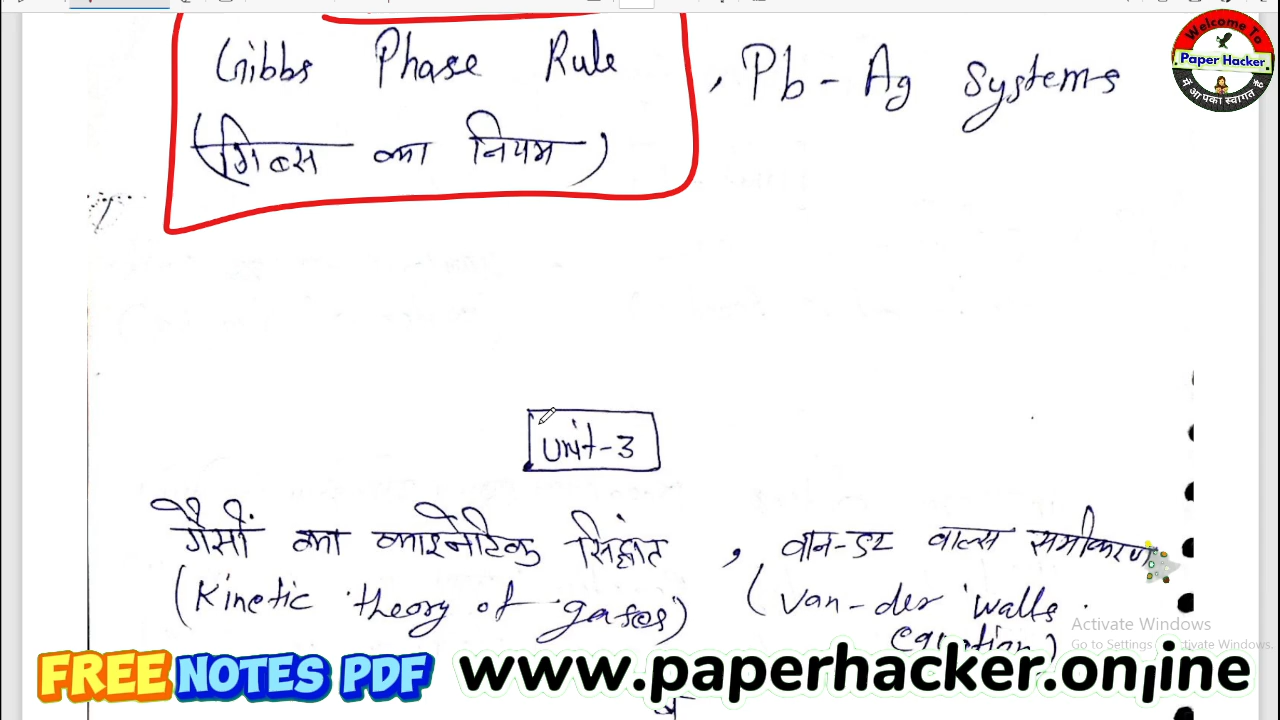 Welcome To
Paper Hacker
में आपका स्वागत है
Gibbs Phase Rule , Pb - Ag Systems
(गिब्स का नियम)
Unit-3
गैसों का काइनेटिक सिद्धांत , वान-डर वाल्स समीकरण
(Kinetic theory of gases) (Van-der walls
equation)
Activate Windows
Go to Settings Activate Windows.
FREE NOTES PDF www.paperhacker.online